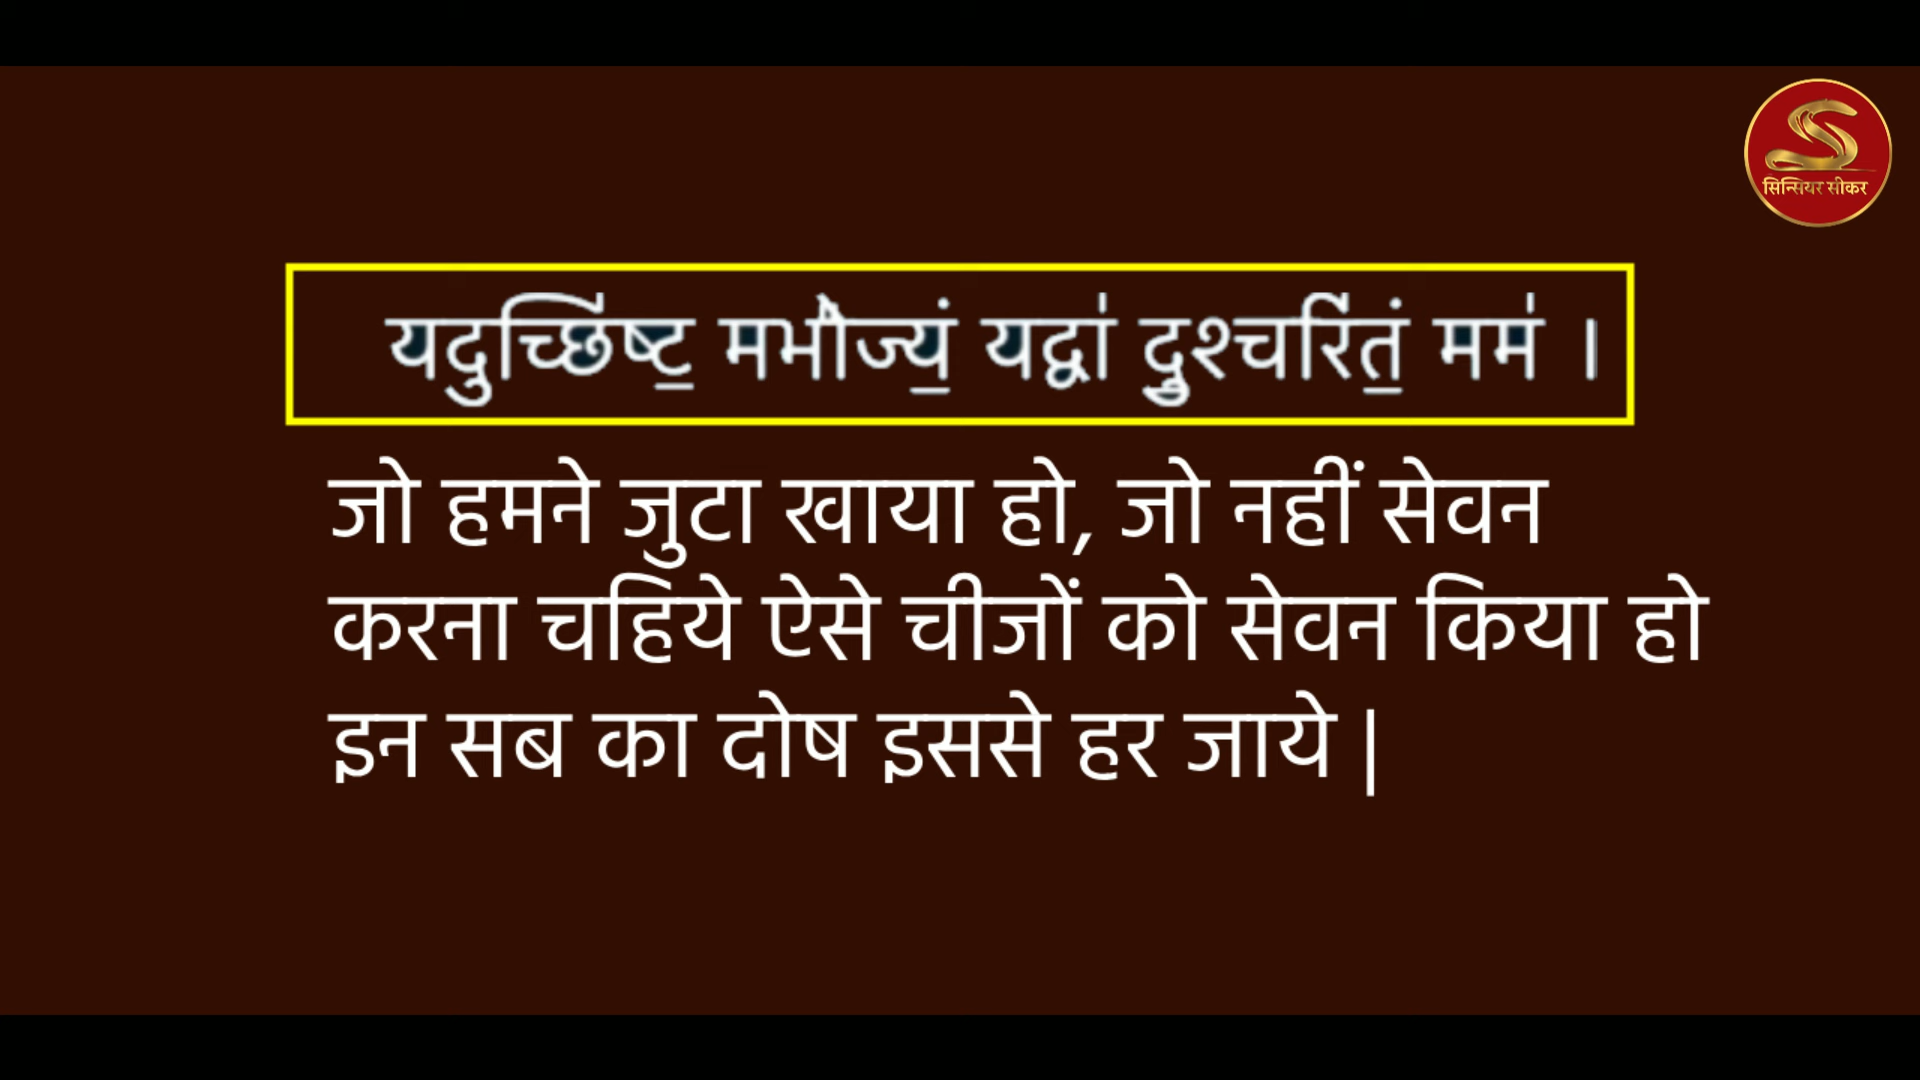 सिन्सियर सीकर
यदुच्छि॑ष्ट॒ मभो᳚ज्यं॒ यद्वा॑ दु॒श्चरि॑तं॒ मम॑ ।
जो हमने जुटा खाया हो, जो नहीं सेवन
करना चहिये ऐसे चीजों को सेवन किया हो
इन सब का दोष इससे हर जाये |